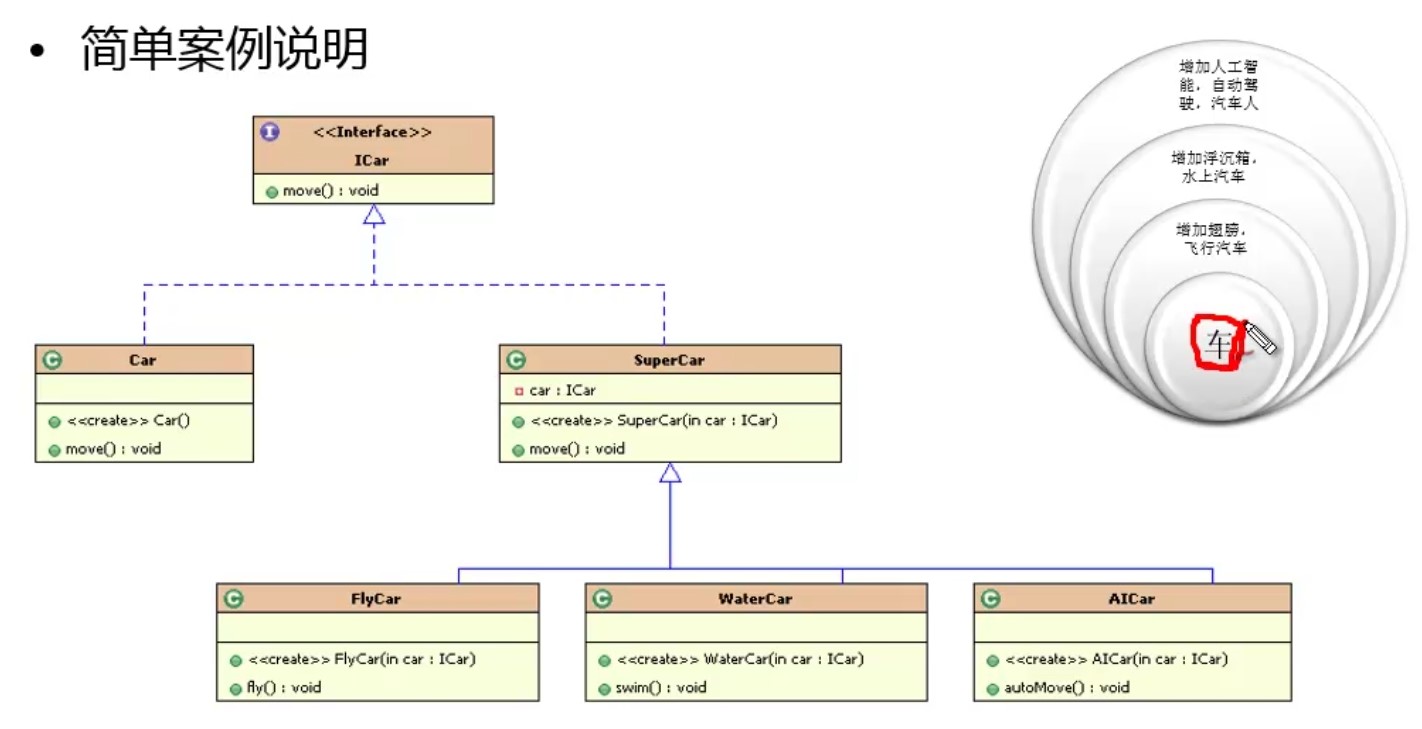 • 简单案例说明
<<Interface>>
ICar
move() : void
Car
<<create>> Car()
move() : void
SuperCar
car : ICar
<<create>> SuperCar(in car : ICar)
move() : void
FlyCar
<<create>> FlyCar(in car : ICar)
fly() : void
WaterCar
<<create>> WaterCar(in car : ICar)
swim() : void
AICar
<<create>> AICar(in car : ICar)
autoMove() : void
增加人工智
能，自动驾
驶，汽车人
增加浮沉箱，
水上汽车
增加翅膀，
飞行汽车
车